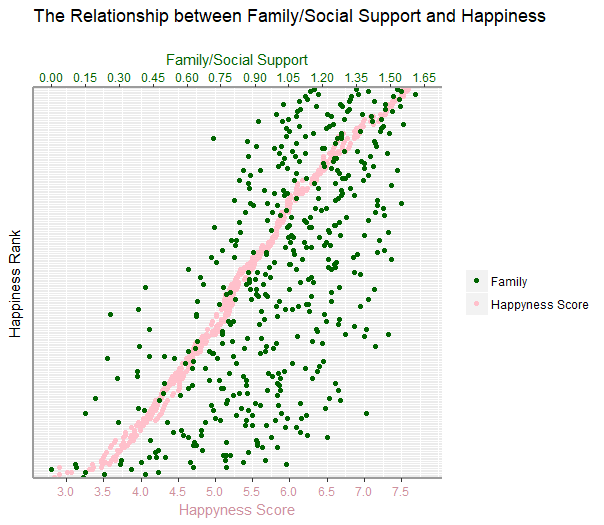 The Relationship between Family/Social Support and Happiness
Family/Social Support
0.00 0.15 0.30 0.45 0.60 0.75 0.90 1.05 1.20 1.35 1.50 1.65
Happiness Rank
Family
Happyness Score
3.0 3.5 4.0 4.5 5.0 5.5 6.0 6.5 7.0 7.5
Happyness Score